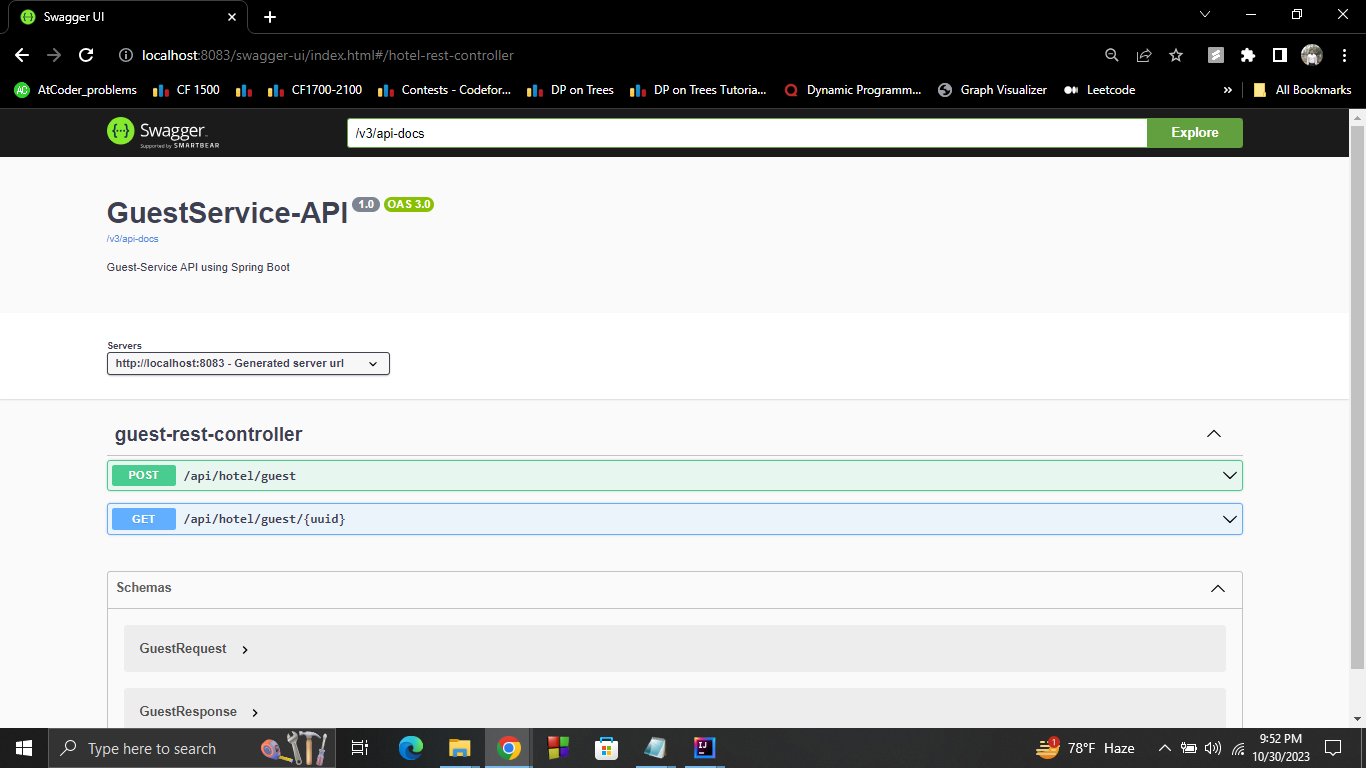 Swagger UI
localhost:8083/swagger-ui/index.html#/hotel-rest-controller
AC AtCoder_problems CF 1500 CF1700-2100 Contests - Codefor... DP on Trees DP on Trees Tutoria... Dynamic Programm... Graph Visualizer Leetcode » All Bookmarks
{··} Swagger /v3/api-docs Explore
Supported by SMARTBEAR
GuestService-API 1.0 OAS 3.0
/v3/api-docs
Guest-Service API using Spring Boot
Servers
http://localhost:8083 - Generated server url
guest-rest-controller
POST /api/hotel/guest
GET /api/hotel/guest/{uuid}
Schemas
GuestRequest
GuestResponse
Type here to search IJ 1 78°F Haze 9:52 PM
10/30/2023